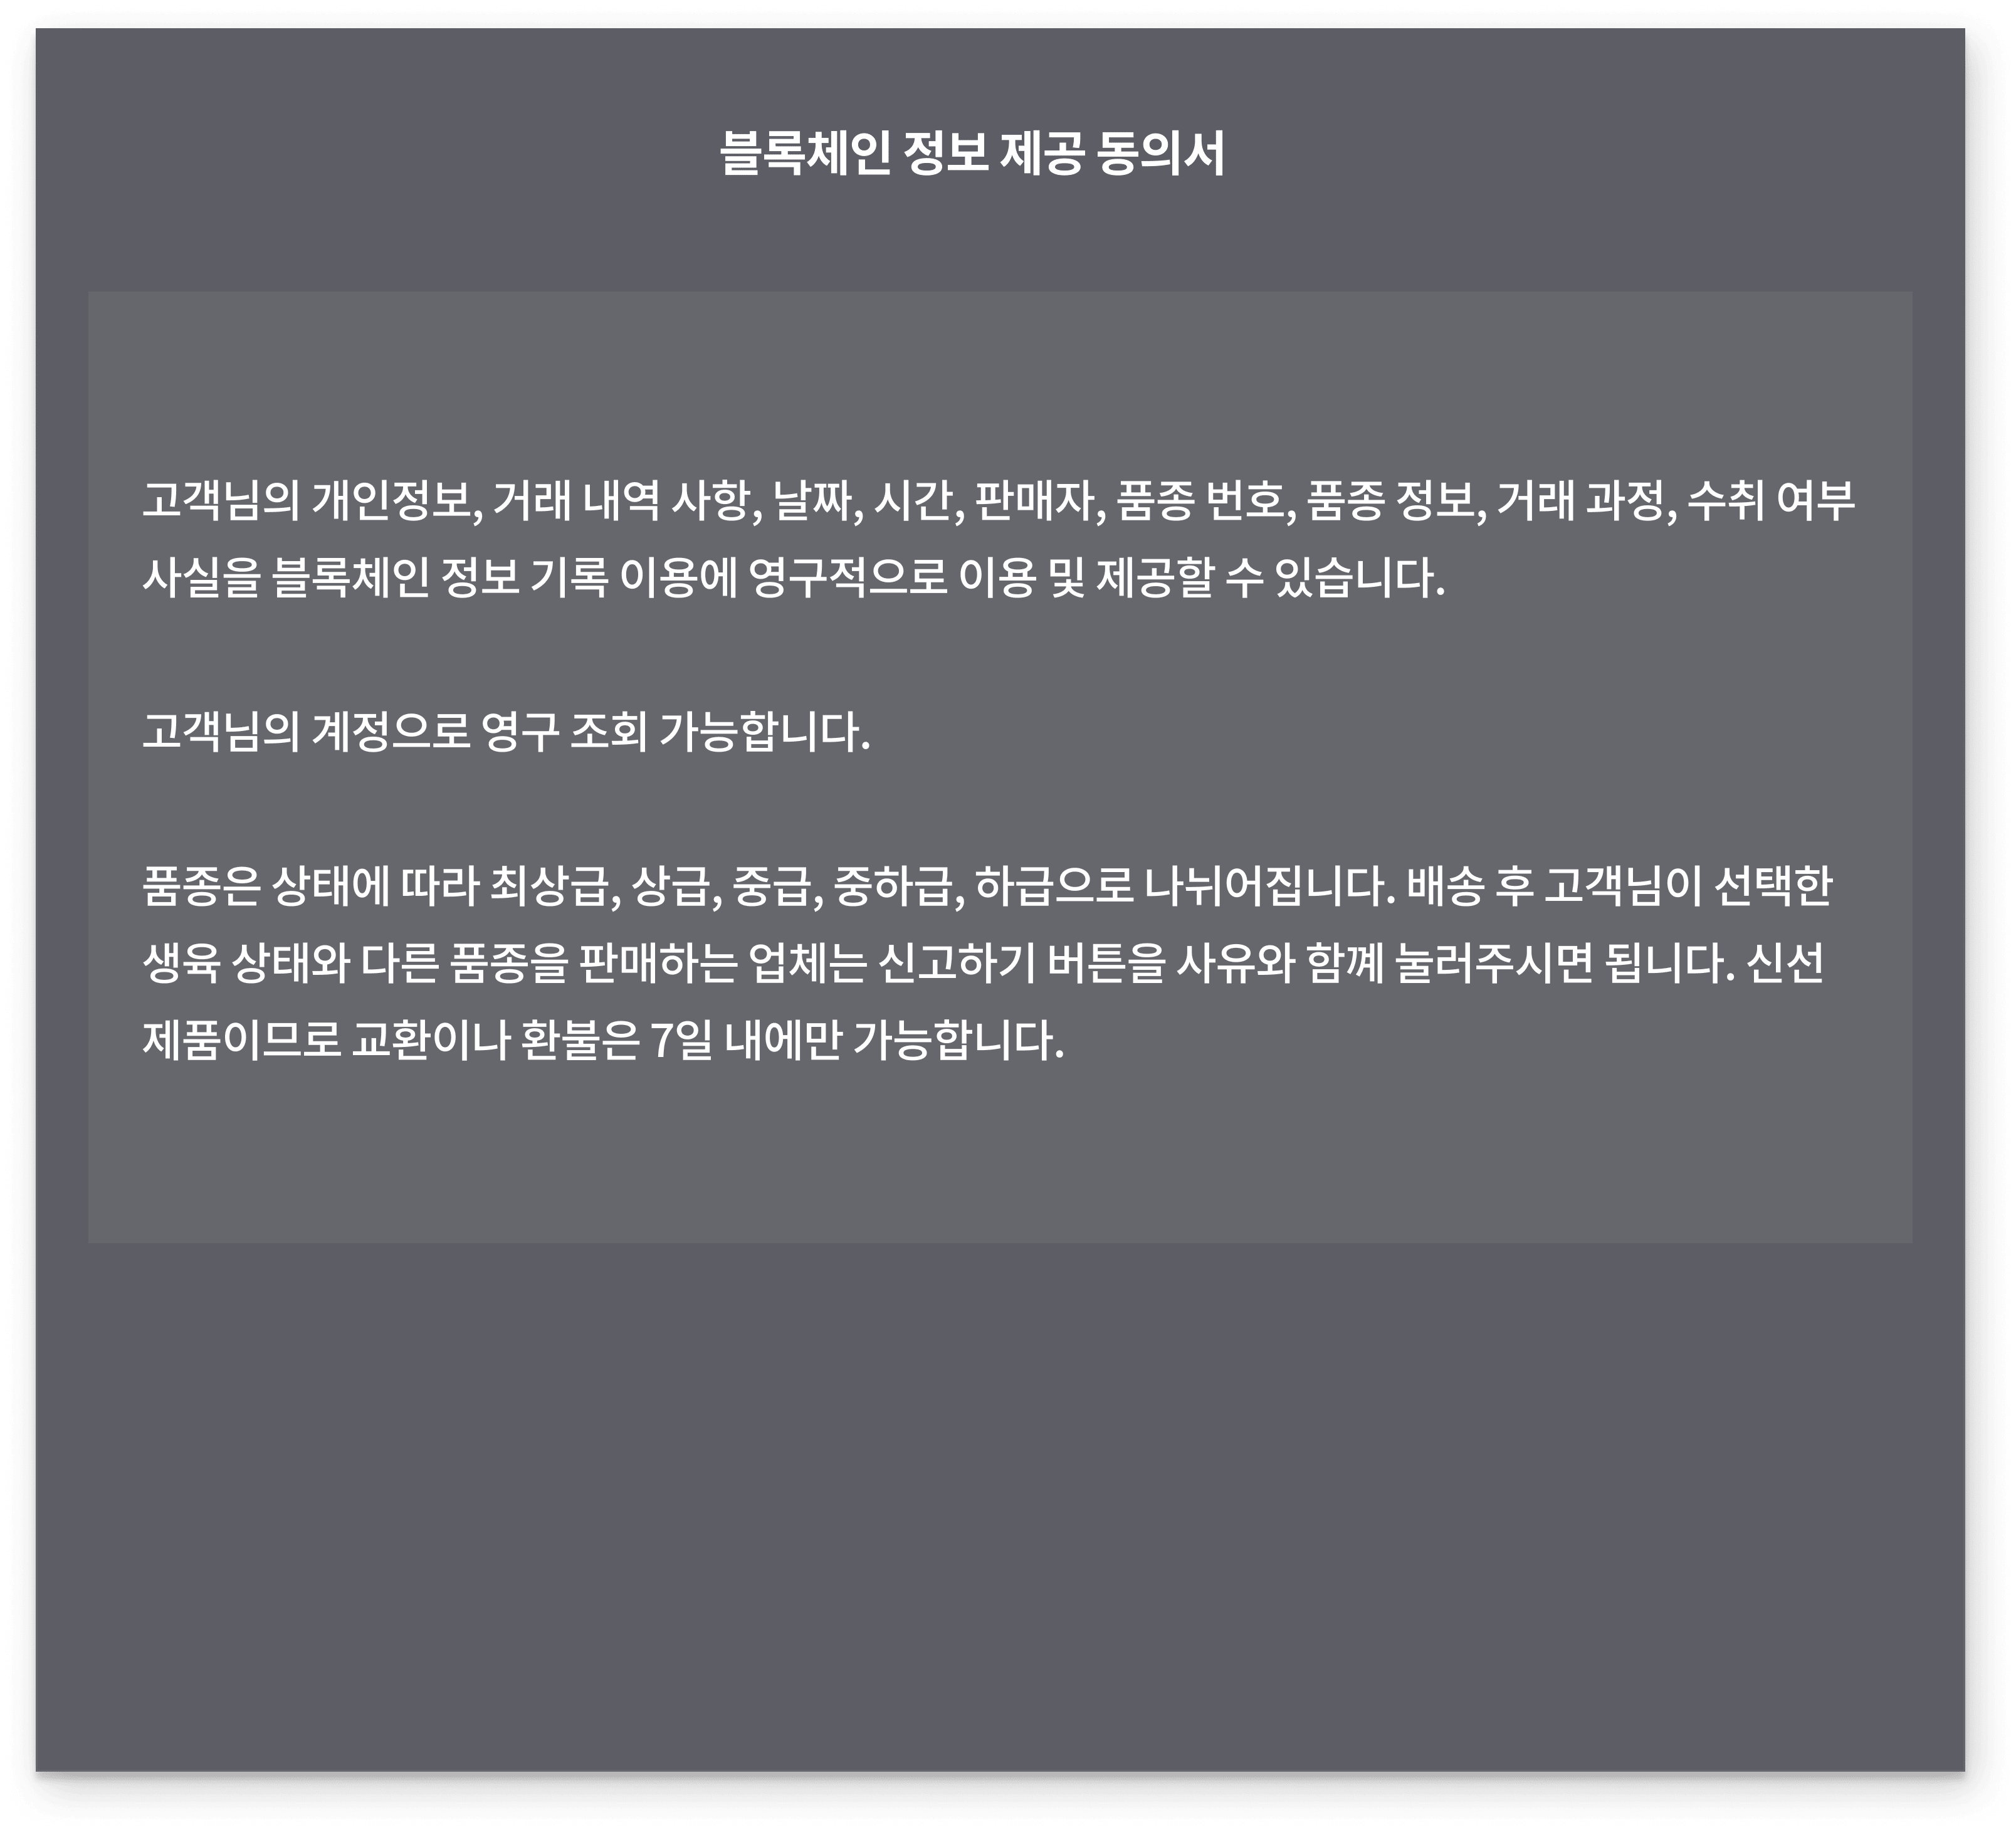 블록체인 정보 제공 동의서
고객님의 개인정보, 거래 내역 사항, 날짜, 시간, 판매자, 품종 번호, 품종 정보, 거래 과정, 수취 여부
사실을 블록체인 정보 기록 이용에 영구적으로 이용 및 제공할 수 있습니다.
고객님의 계정으로 영구 조회 가능합니다.
품종은 상태에 따라 최상급, 상급, 중급, 중하급, 하급으로 나뉘어집니다. 배송 후 고객님이 선택한
생육 상태와 다른 품종을 판매하는 업체는 신고하기 버튼을 사유와 함꼐 눌러주시면 됩니다. 신선
제품이므로 교환이나 환불은 7일 내에만 가능합니다.